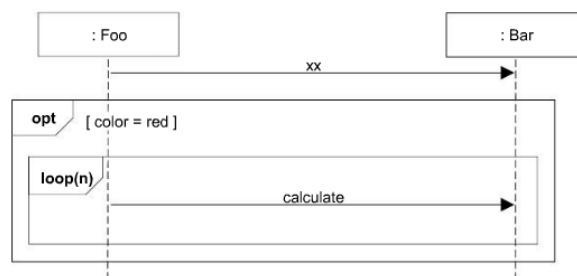 : Foo
: Bar
xx
opt
[ color = red ]
loop(n)
calculate